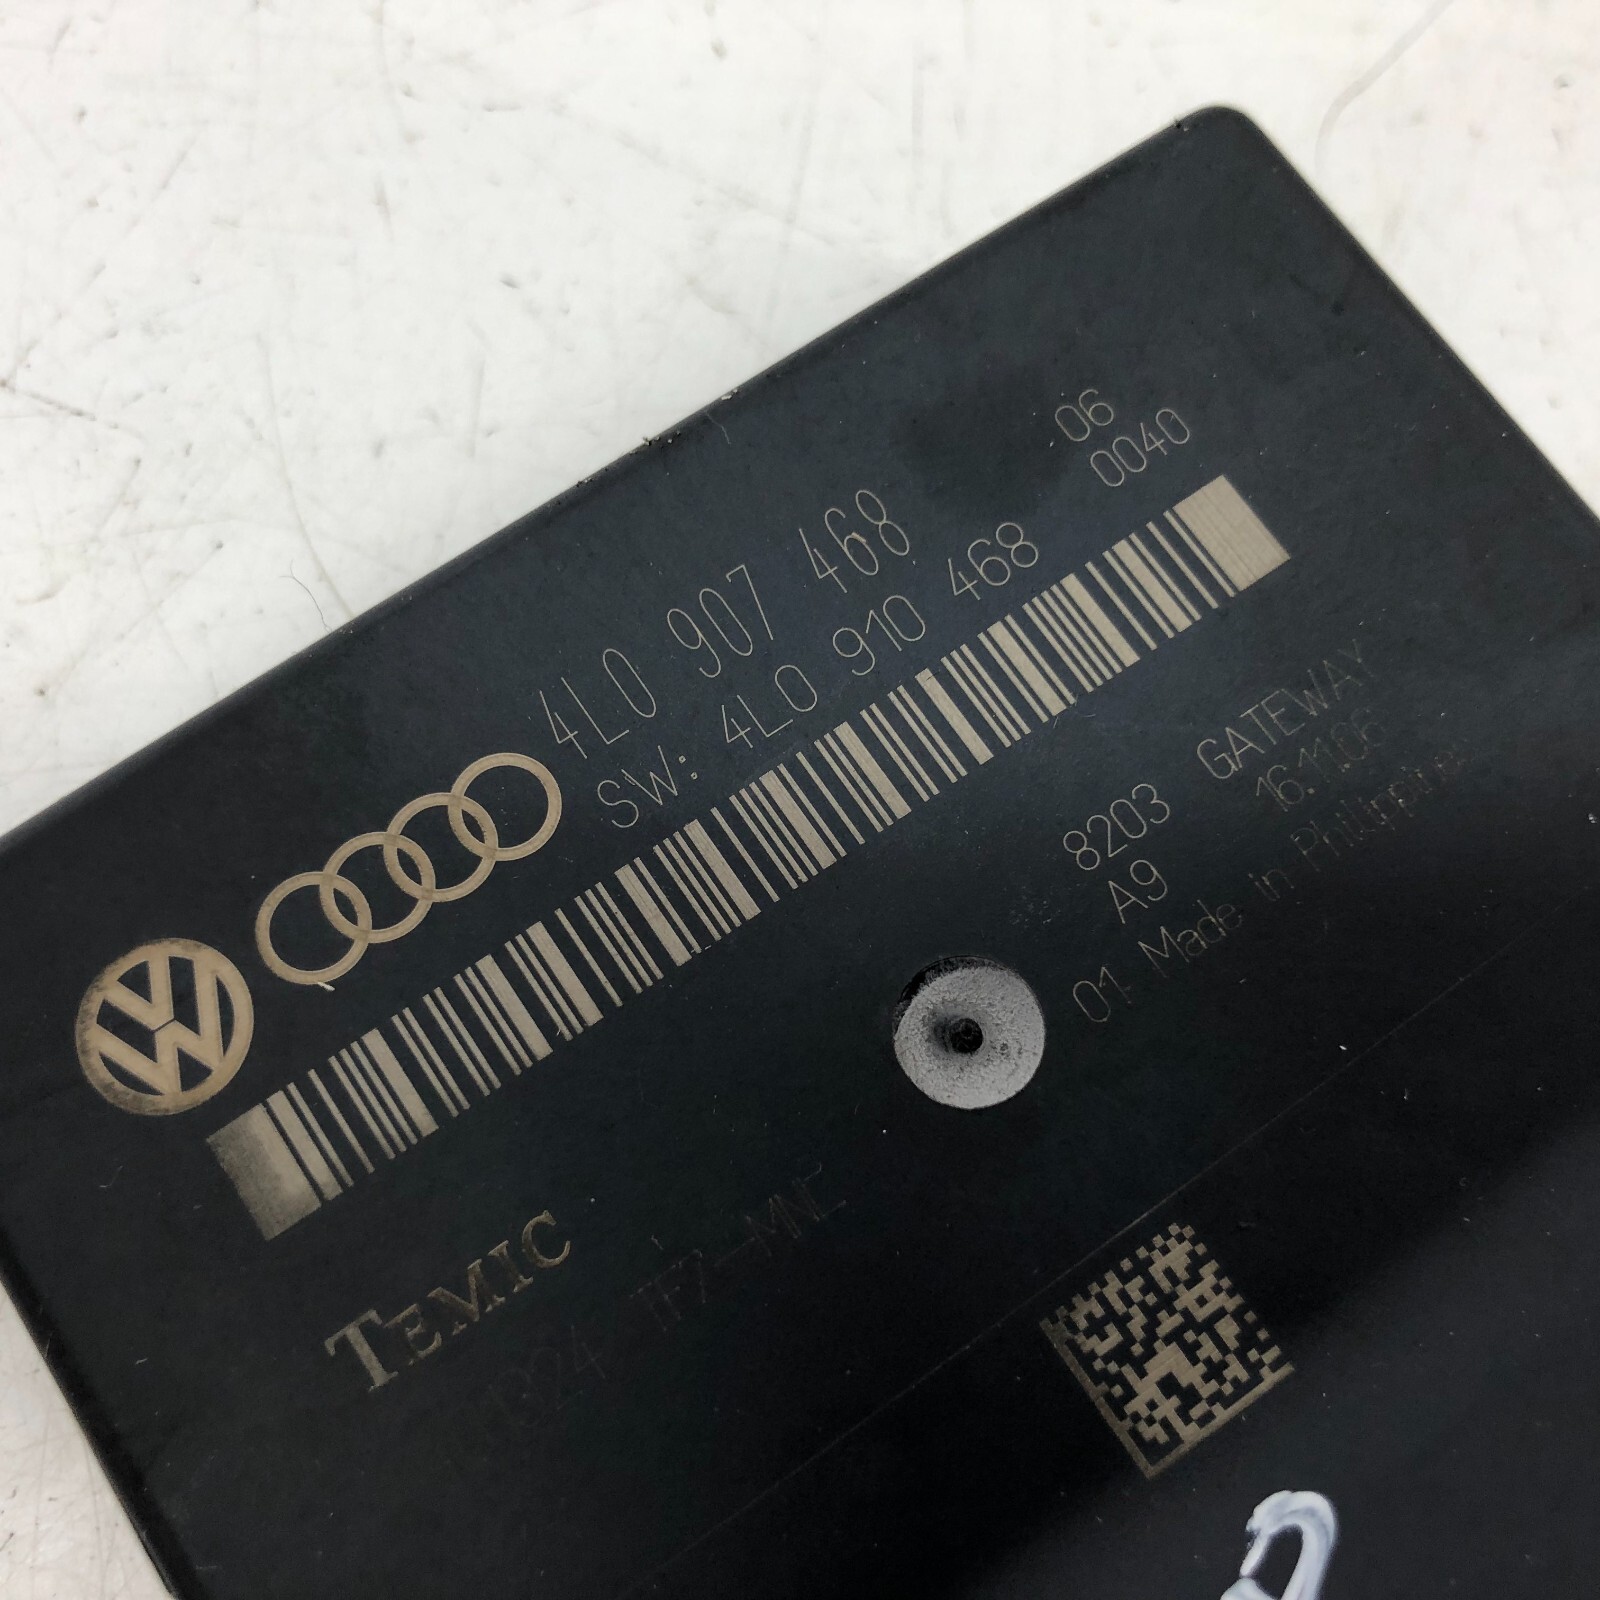 06
4L0 907 468
0040
SW: 4L0 910 468
GATEWAY
8203
16.11.06
A9
01 Made in Philippines
TEMIC